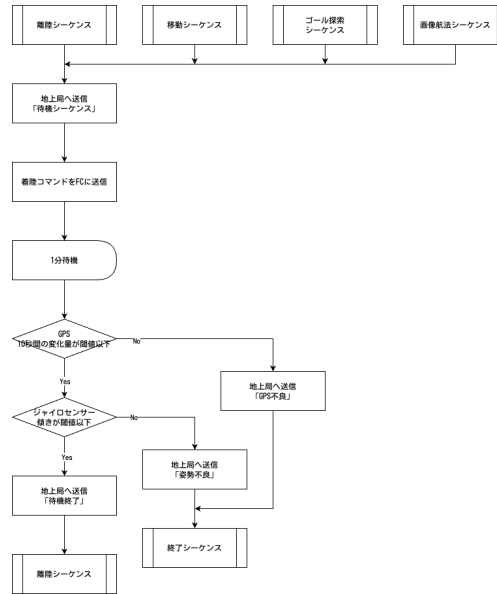 離陸シーケンス
移動シーケンス
ゴール探索
シーケンス
画像航法シーケンス
地上局へ送信
「待機シーケンス」
着陸コマンドをFCに送信
1分待機
GPS
10秒間の変化量が閾値以下
No
Yes
地上局へ送信
「GPS不良」
ジャイロセンサー
傾きが閾値以下
No
Yes
地上局へ送信
「姿勢不良」
地上局へ送信
「待機終了」
終了シーケンス
離陸シーケンス